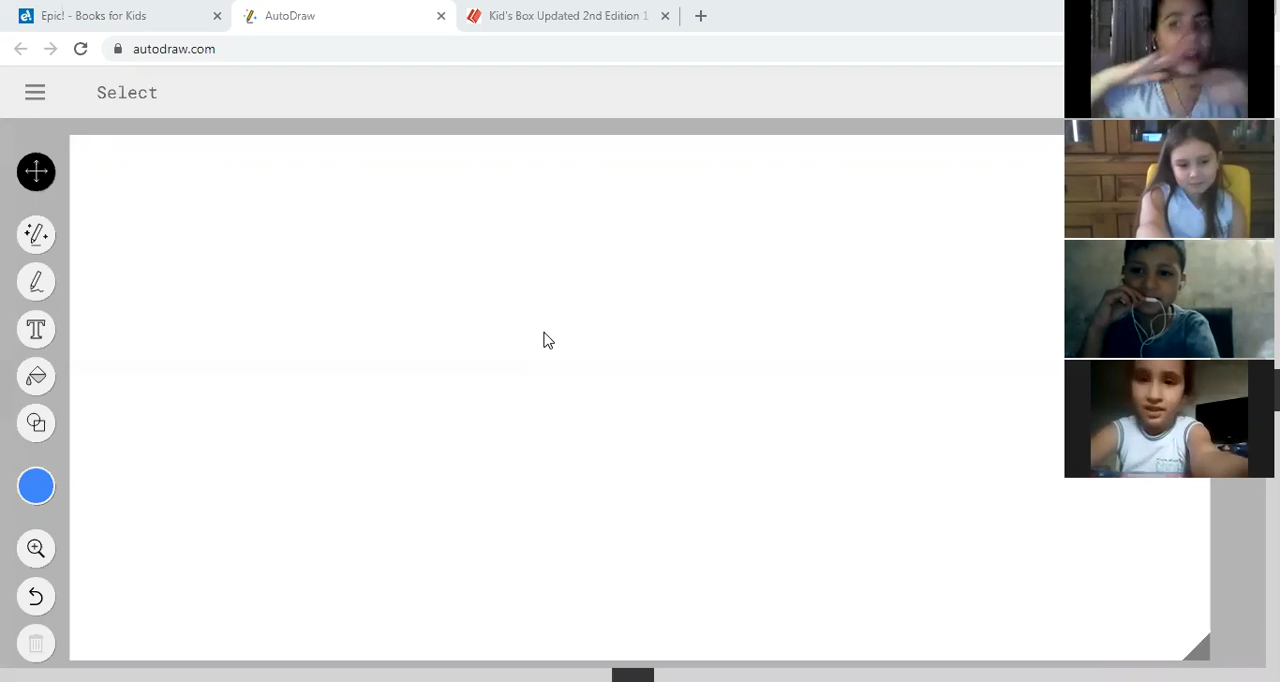 Epic! - Books for Kids
AutoDraw
Kid's Box Updated 2nd Edition 1
autodraw.com
Select
T